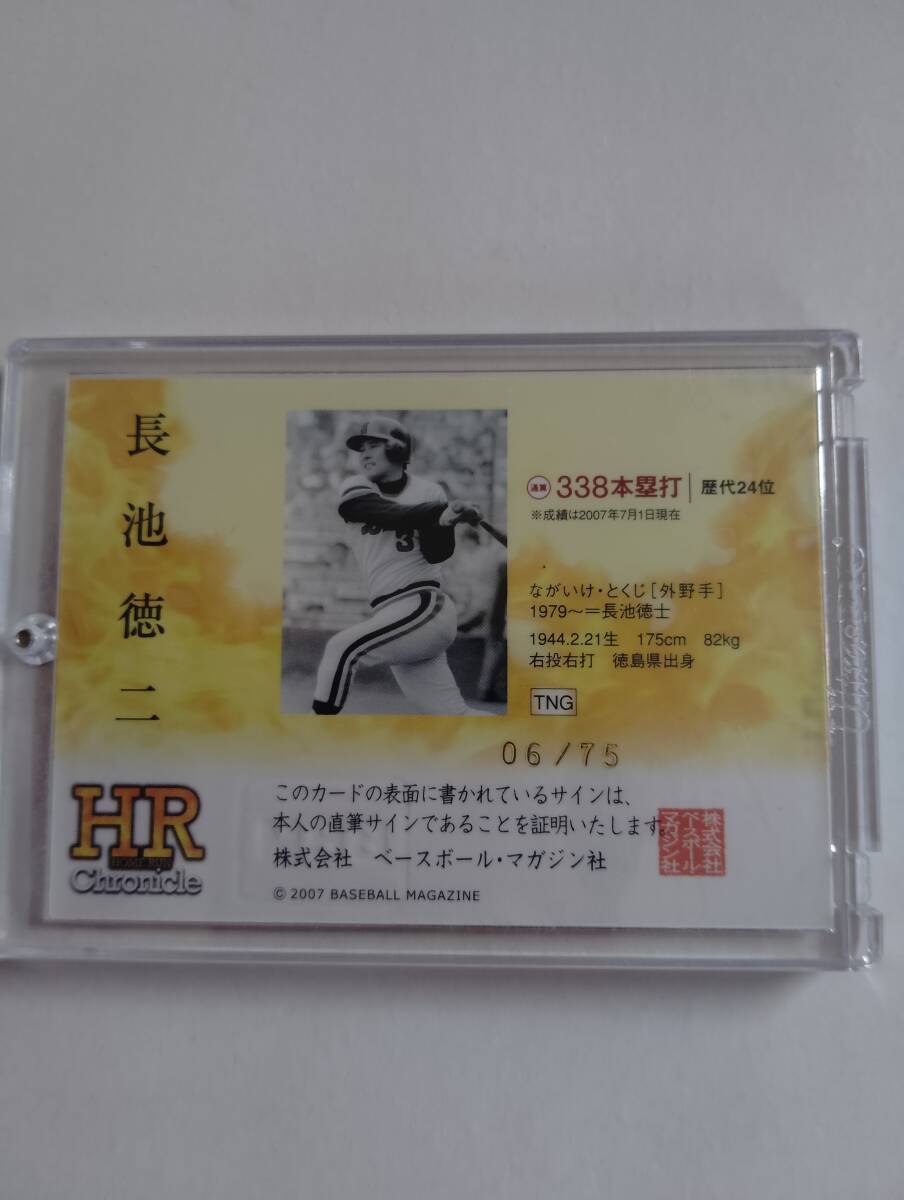 長池徳二
通算 338本塁打 歴代24位
※成績は2007年7月1日現在
ながいけ・とくじ［外野手］
1979～＝長池徳士
1944.2.21生 175cm 82kg
右投右打 徳島県出身
TNG
06/75
HR
HOME RUN
Chronicle
このカードの表面に書かれているサインは、
本人の直筆サインであることを証明いたします。
株式会社 ベースボール・マガジン社
株式会社
ベースボール
マガジン社
© 2007 BASEBALL MAGAZINE
3